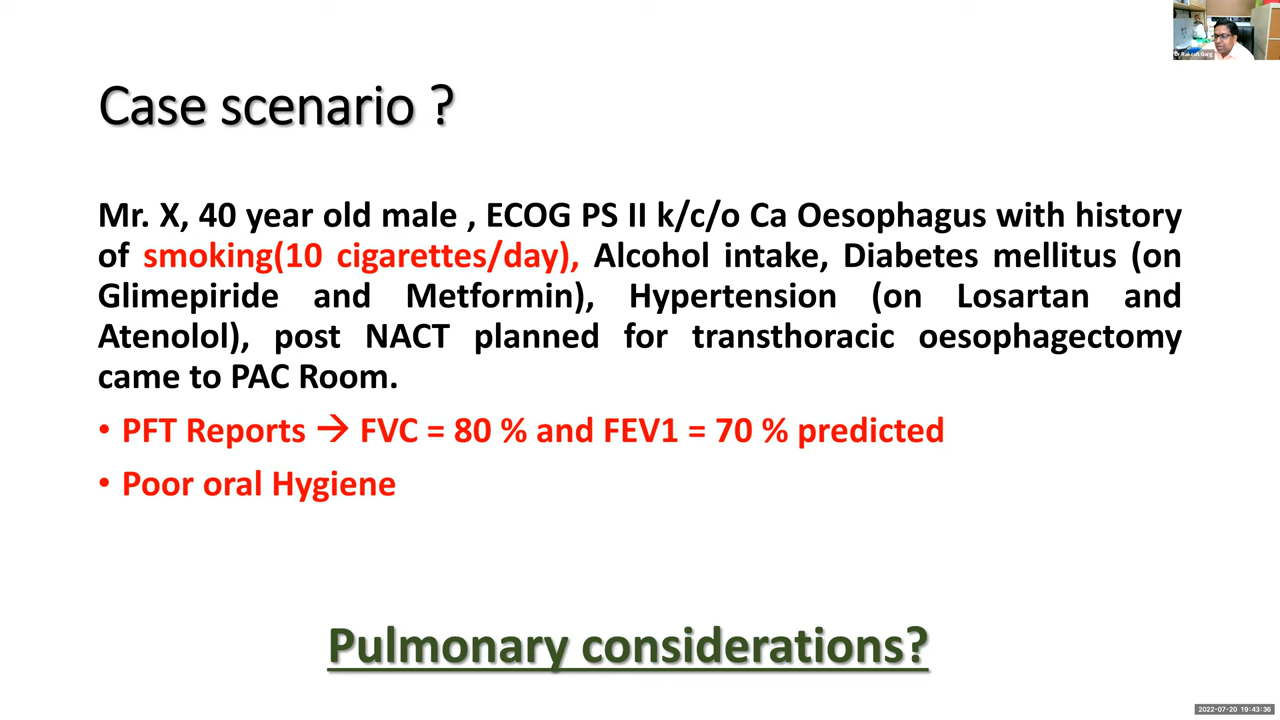 Dr Rakesh Garg
Case scenario ?
Mr. X, 40 year old male , ECOG PS II k/c/o Ca Oesophagus with history
of smoking(10 cigarettes/day), Alcohol intake, Diabetes mellitus (on
Glimepiride and Metformin), Hypertension (on Losartan and
Atenolol), post NACT planned for transthoracic oesophagectomy
came to PAC Room.
• PFT Reports → FVC = 80 % and FEV1 = 70 % predicted
• Poor oral Hygiene
Pulmonary considerations?
2022-07-20 19:43:36